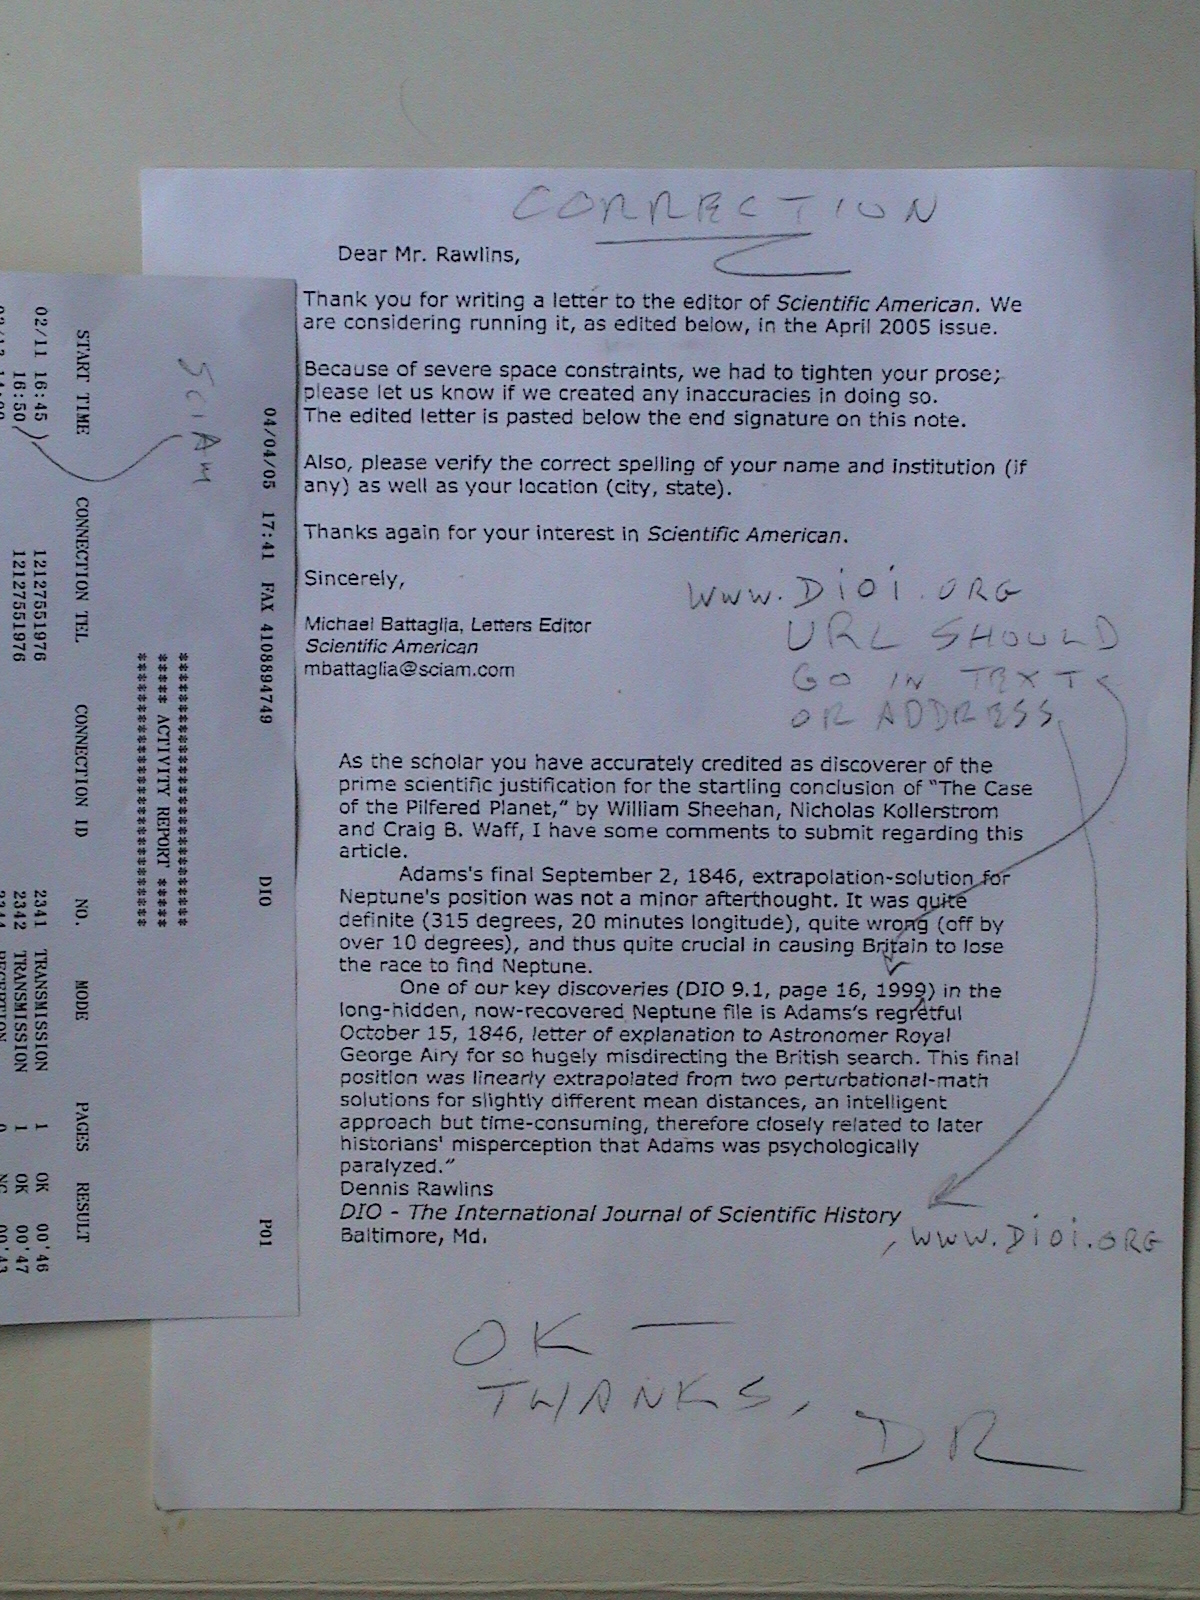 CORRECTION
Dear Mr. Rawlins,
Thank you for writing a letter to the editor of Scientific American. We
are considering running it, as edited below, in the April 2005 issue.
Because of severe space constraints, we had to tighten your prose;
please let us know if we created any inaccuracies in doing so.
The edited letter is pasted below the end signature on this note.
Also, please verify the correct spelling of your name and institution (if
any) as well as your location (city, state).
Thanks again for your interest in Scientific American.
Sincerely,
Michael Battaglia, Letters Editor
Scientific American
mbattaglia@sciam.com
www.DiOi.ORG
URL SHOULD
GO IN TEXT
OR ADDRESS
As the scholar you have accurately credited as discoverer of the
prime scientific justification for the startling conclusion of "The Case
of the Pilfered Planet," by William Sheehan, Nicholas Kollerstrom
and Craig B. Waff, I have some comments to submit regarding this
article.
Adams's final September 2, 1846, extrapolation-solution for
Neptune's position was not a minor afterthought. It was quite
definite (315 degrees, 20 minutes longitude), quite wrong (off by
over 10 degrees), and thus quite crucial in causing Britain to lose
the race to find Neptune.
One of our key discoveries (DIO 9.1, page 16, 1999) in the
long-hidden, now-recovered Neptune file is Adams's regretful
October 15, 1846, letter of explanation to Astronomer Royal
George Airy for so hugely misdirecting the British search. This final
position was linearly extrapolated from two perturbational-math
solutions for slightly different mean distances, an intelligent
approach but time-consuming, therefore closely related to later
historians' misperception that Adams was psychologically
paralyzed."
Dennis Rawlins
DIO - The International Journal of Scientific History
Baltimore, Md.
, www.DiOi.ORG
OK —
THANKS,
DR
04/04/05 17:41 FAX 4108894749 DIO P01
SciAm
***************************
***** ACTIVITY REPORT *****
***************************
START TIME CONNECTION TEL CONNECTION ID NO. MODE PAGES RESULT
02/11 16:45 12127551976 2341 TRANSMISSION 1 OK 00'46
16:50 12127551976 2342 TRANSMISSION 1 OK 00'47